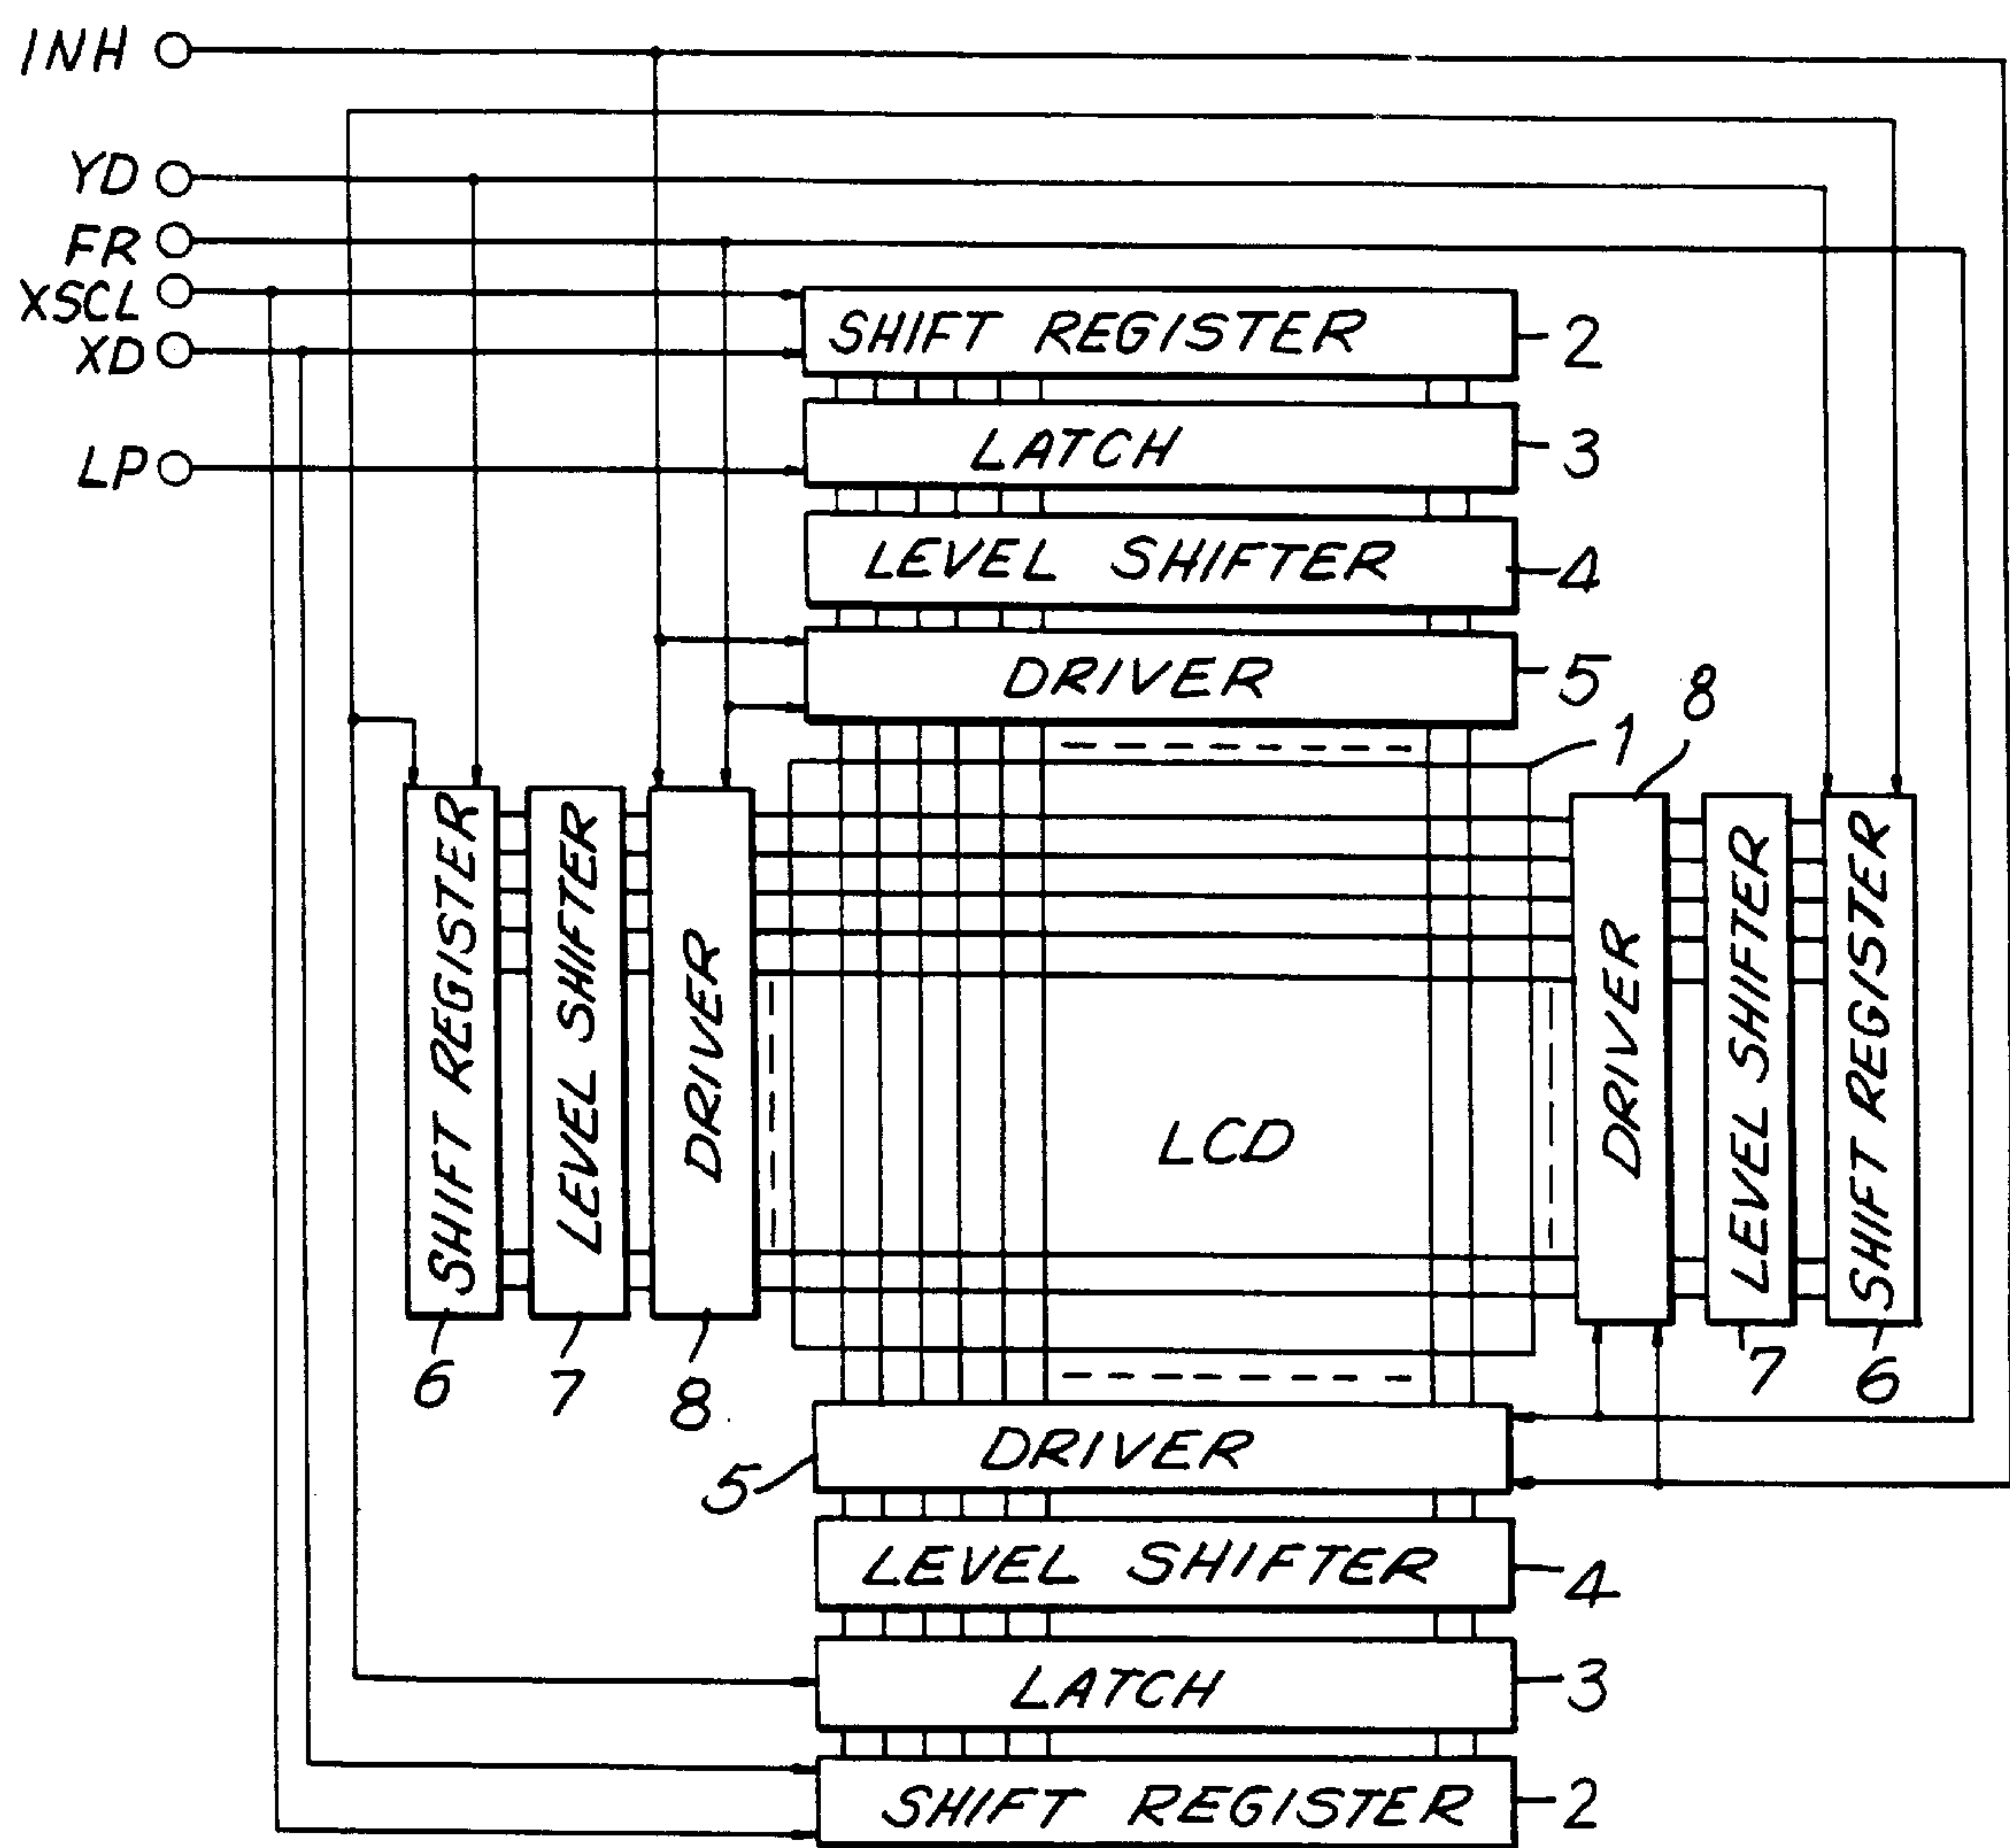 INH
YD
FR
XSCL
XD
LP
SHIFT REGISTER
2
LATCH
3
LEVEL SHIFTER
4
DRIVER
5
1
8
SHIFT REGISTER
LEVEL SHIFTER
DRIVER
LCD
DRIVER
LEVEL SHIFTER
SHIFT REGISTER
6
7
8
7
6
DRIVER
5
LEVEL SHIFTER
4
LATCH
3
SHIFT REGISTER
2